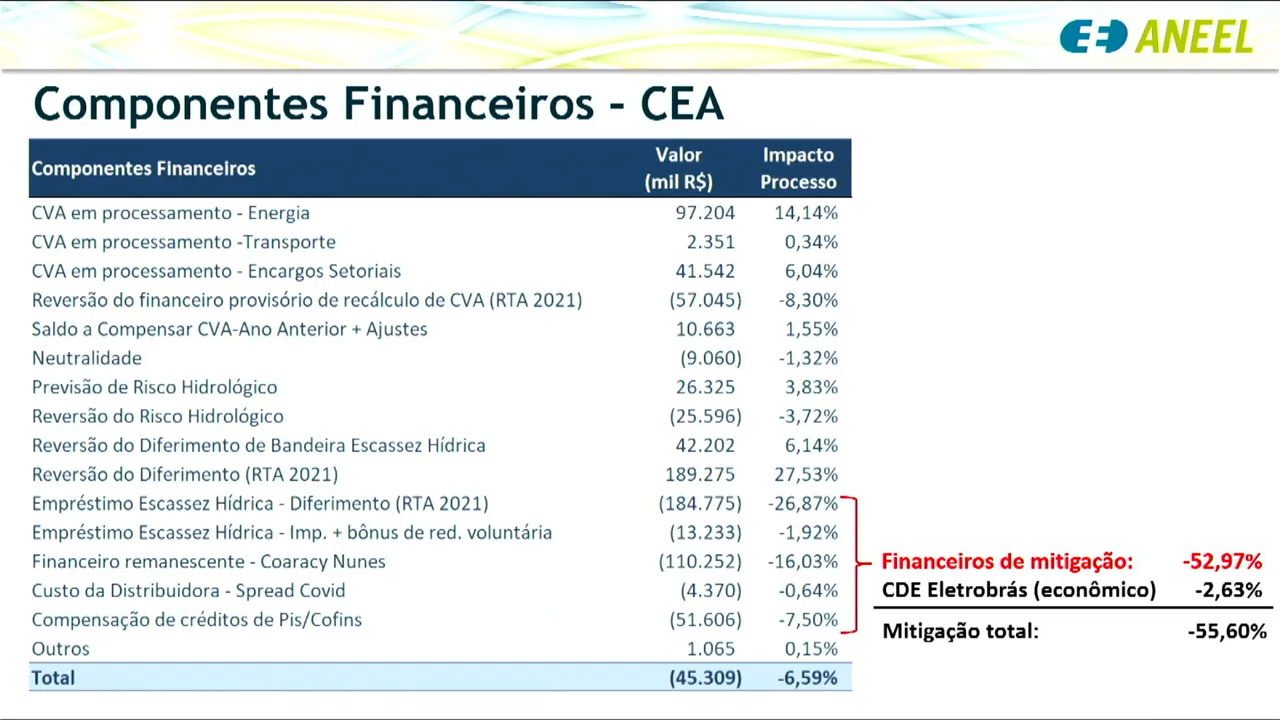 ANEEL
Componentes Financeiros - CEA
Componentes Financeiros Valor (mil R$) Impacto Processo
CVA em processamento - Energia 97.204 14,14%
CVA em processamento -Transporte 2.351 0,34%
CVA em processamento - Encargos Setoriais 41.542 6,04%
Reversão do financeiro provisório de recálculo de CVA (RTA 2021) (57.045) -8,30%
Saldo a Compensar CVA-Ano Anterior + Ajustes 10.663 1,55%
Neutralidade (9.060) -1,32%
Previsão de Risco Hidrológico 26.325 3,83%
Reversão do Risco Hidrológico (25.596) -3,72%
Reversão do Diferimento de Bandeira Escassez Hídrica 42.202 6,14%
Reversão do Diferimento (RTA 2021) 189.275 27,53%
Empréstimo Escassez Hídrica - Diferimento (RTA 2021) (184.775) -26,87%
Empréstimo Escassez Hídrica - Imp. + bônus de red. voluntária (13.233) -1,92%
Financeiro remanescente - Coaracy Nunes (110.252) -16,03%
Custo da Distribuidora - Spread Covid (4.370) -0,64%
Compensação de créditos de Pis/Cofins (51.606) -7,50%
Outros 1.065 0,15%
Total (45.309) -6,59%
Financeiros de mitigação: -52,97%
CDE Eletrobrás (econômico) -2,63%
Mitigação total: -55,60%